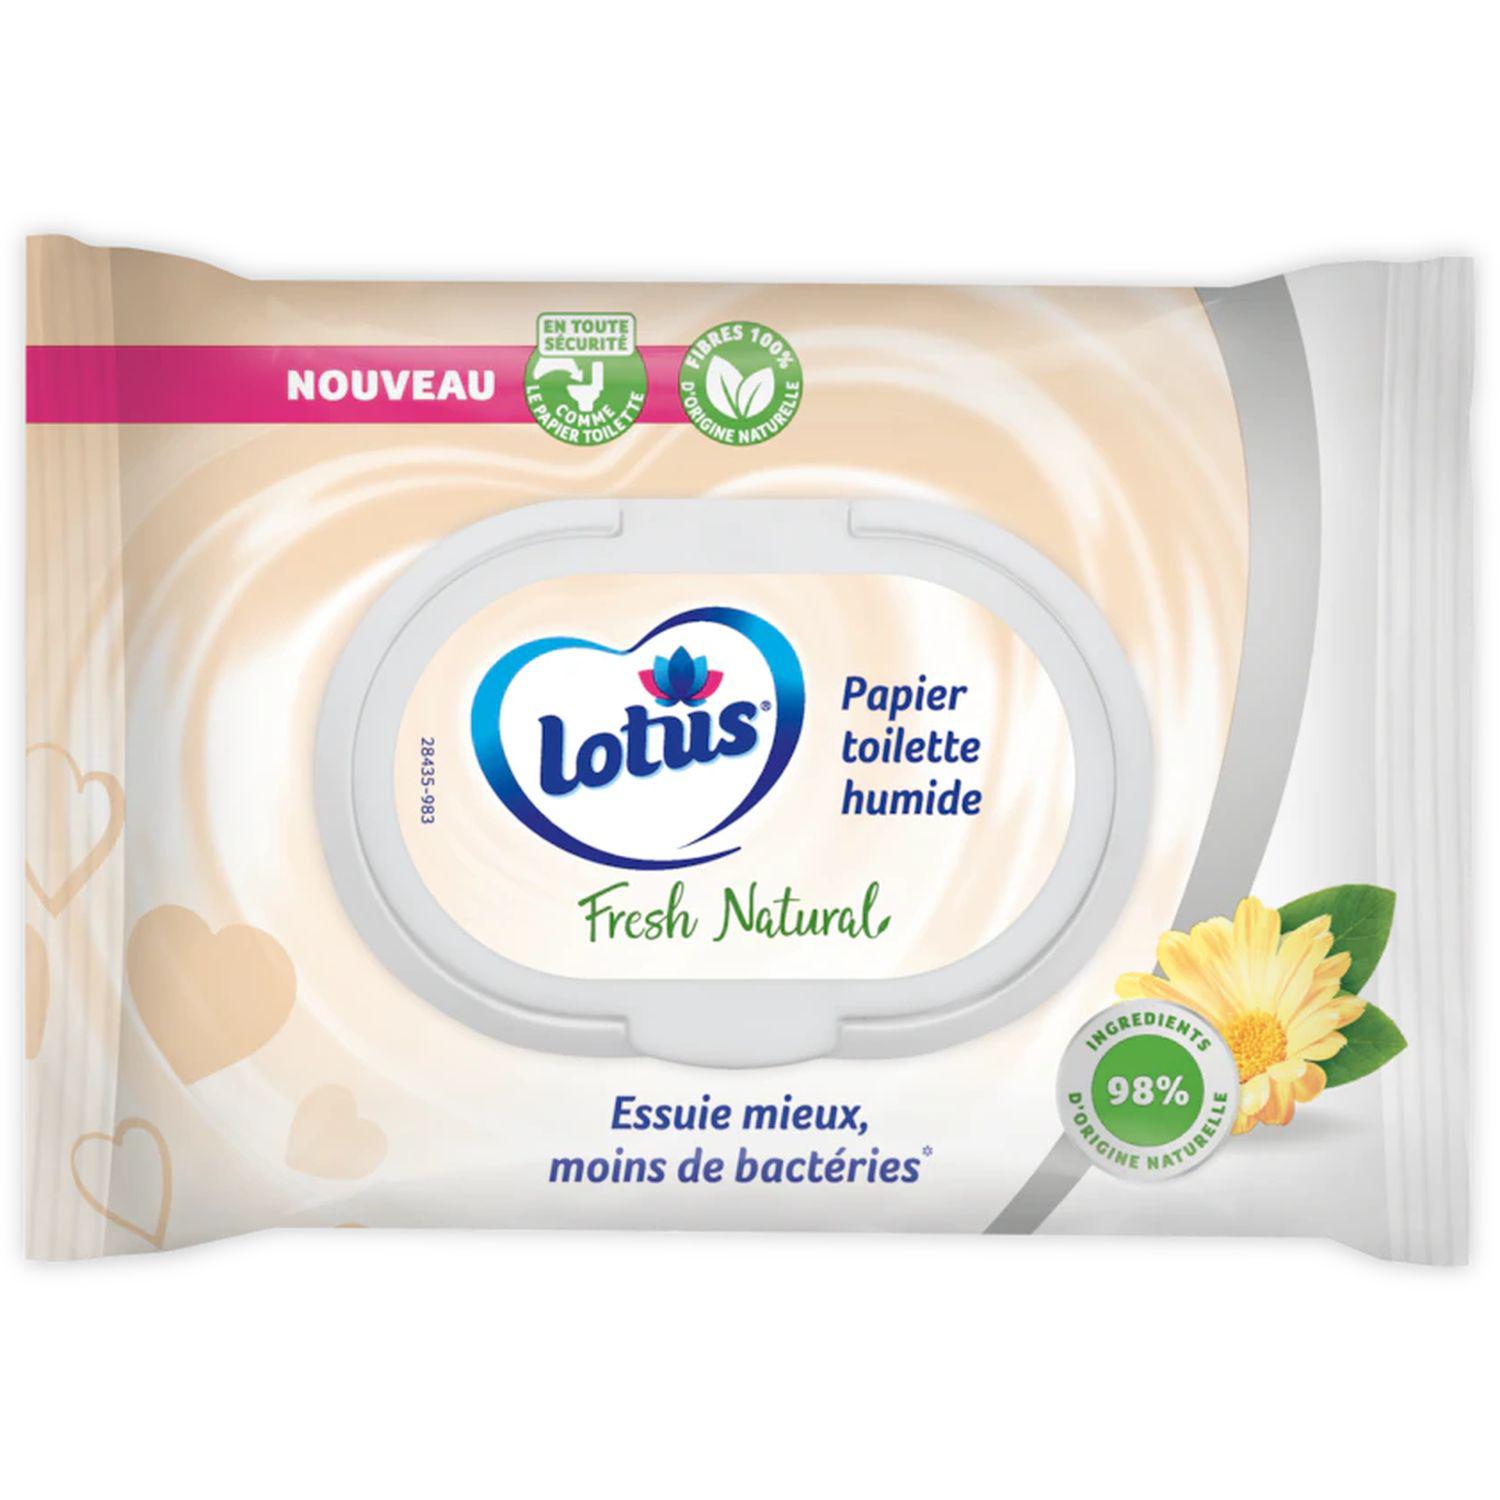 NOUVEAU
EN TOUTE
SÉCURITÉ
COMME
LE PAPIER TOILETTE
FIBRES 100%
D'ORIGINE NATURELLE
28435-983
lotus®
Papier
toilette
humide
Fresh Natural
Essuie mieux,
moins de bactéries*
INGREDIENTS
98%
D'ORIGINE NATURELLE